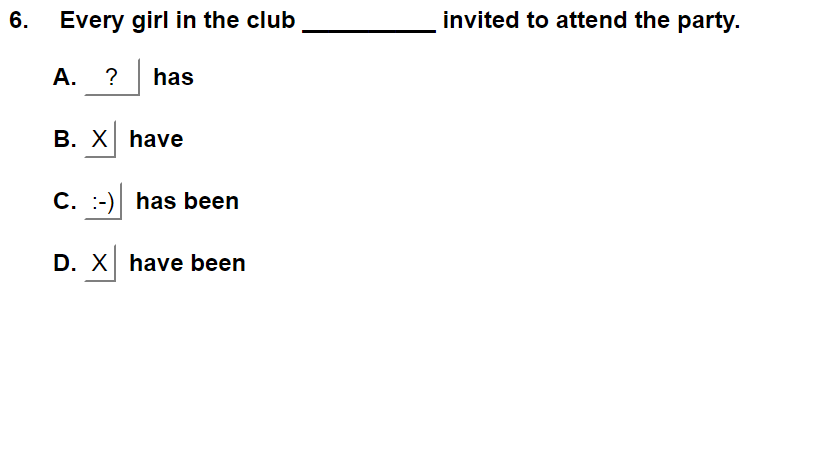 6. Every girl in the club __________ invited to attend the party.
A. ? has
B. X have
C. :-) has been
D. X have been